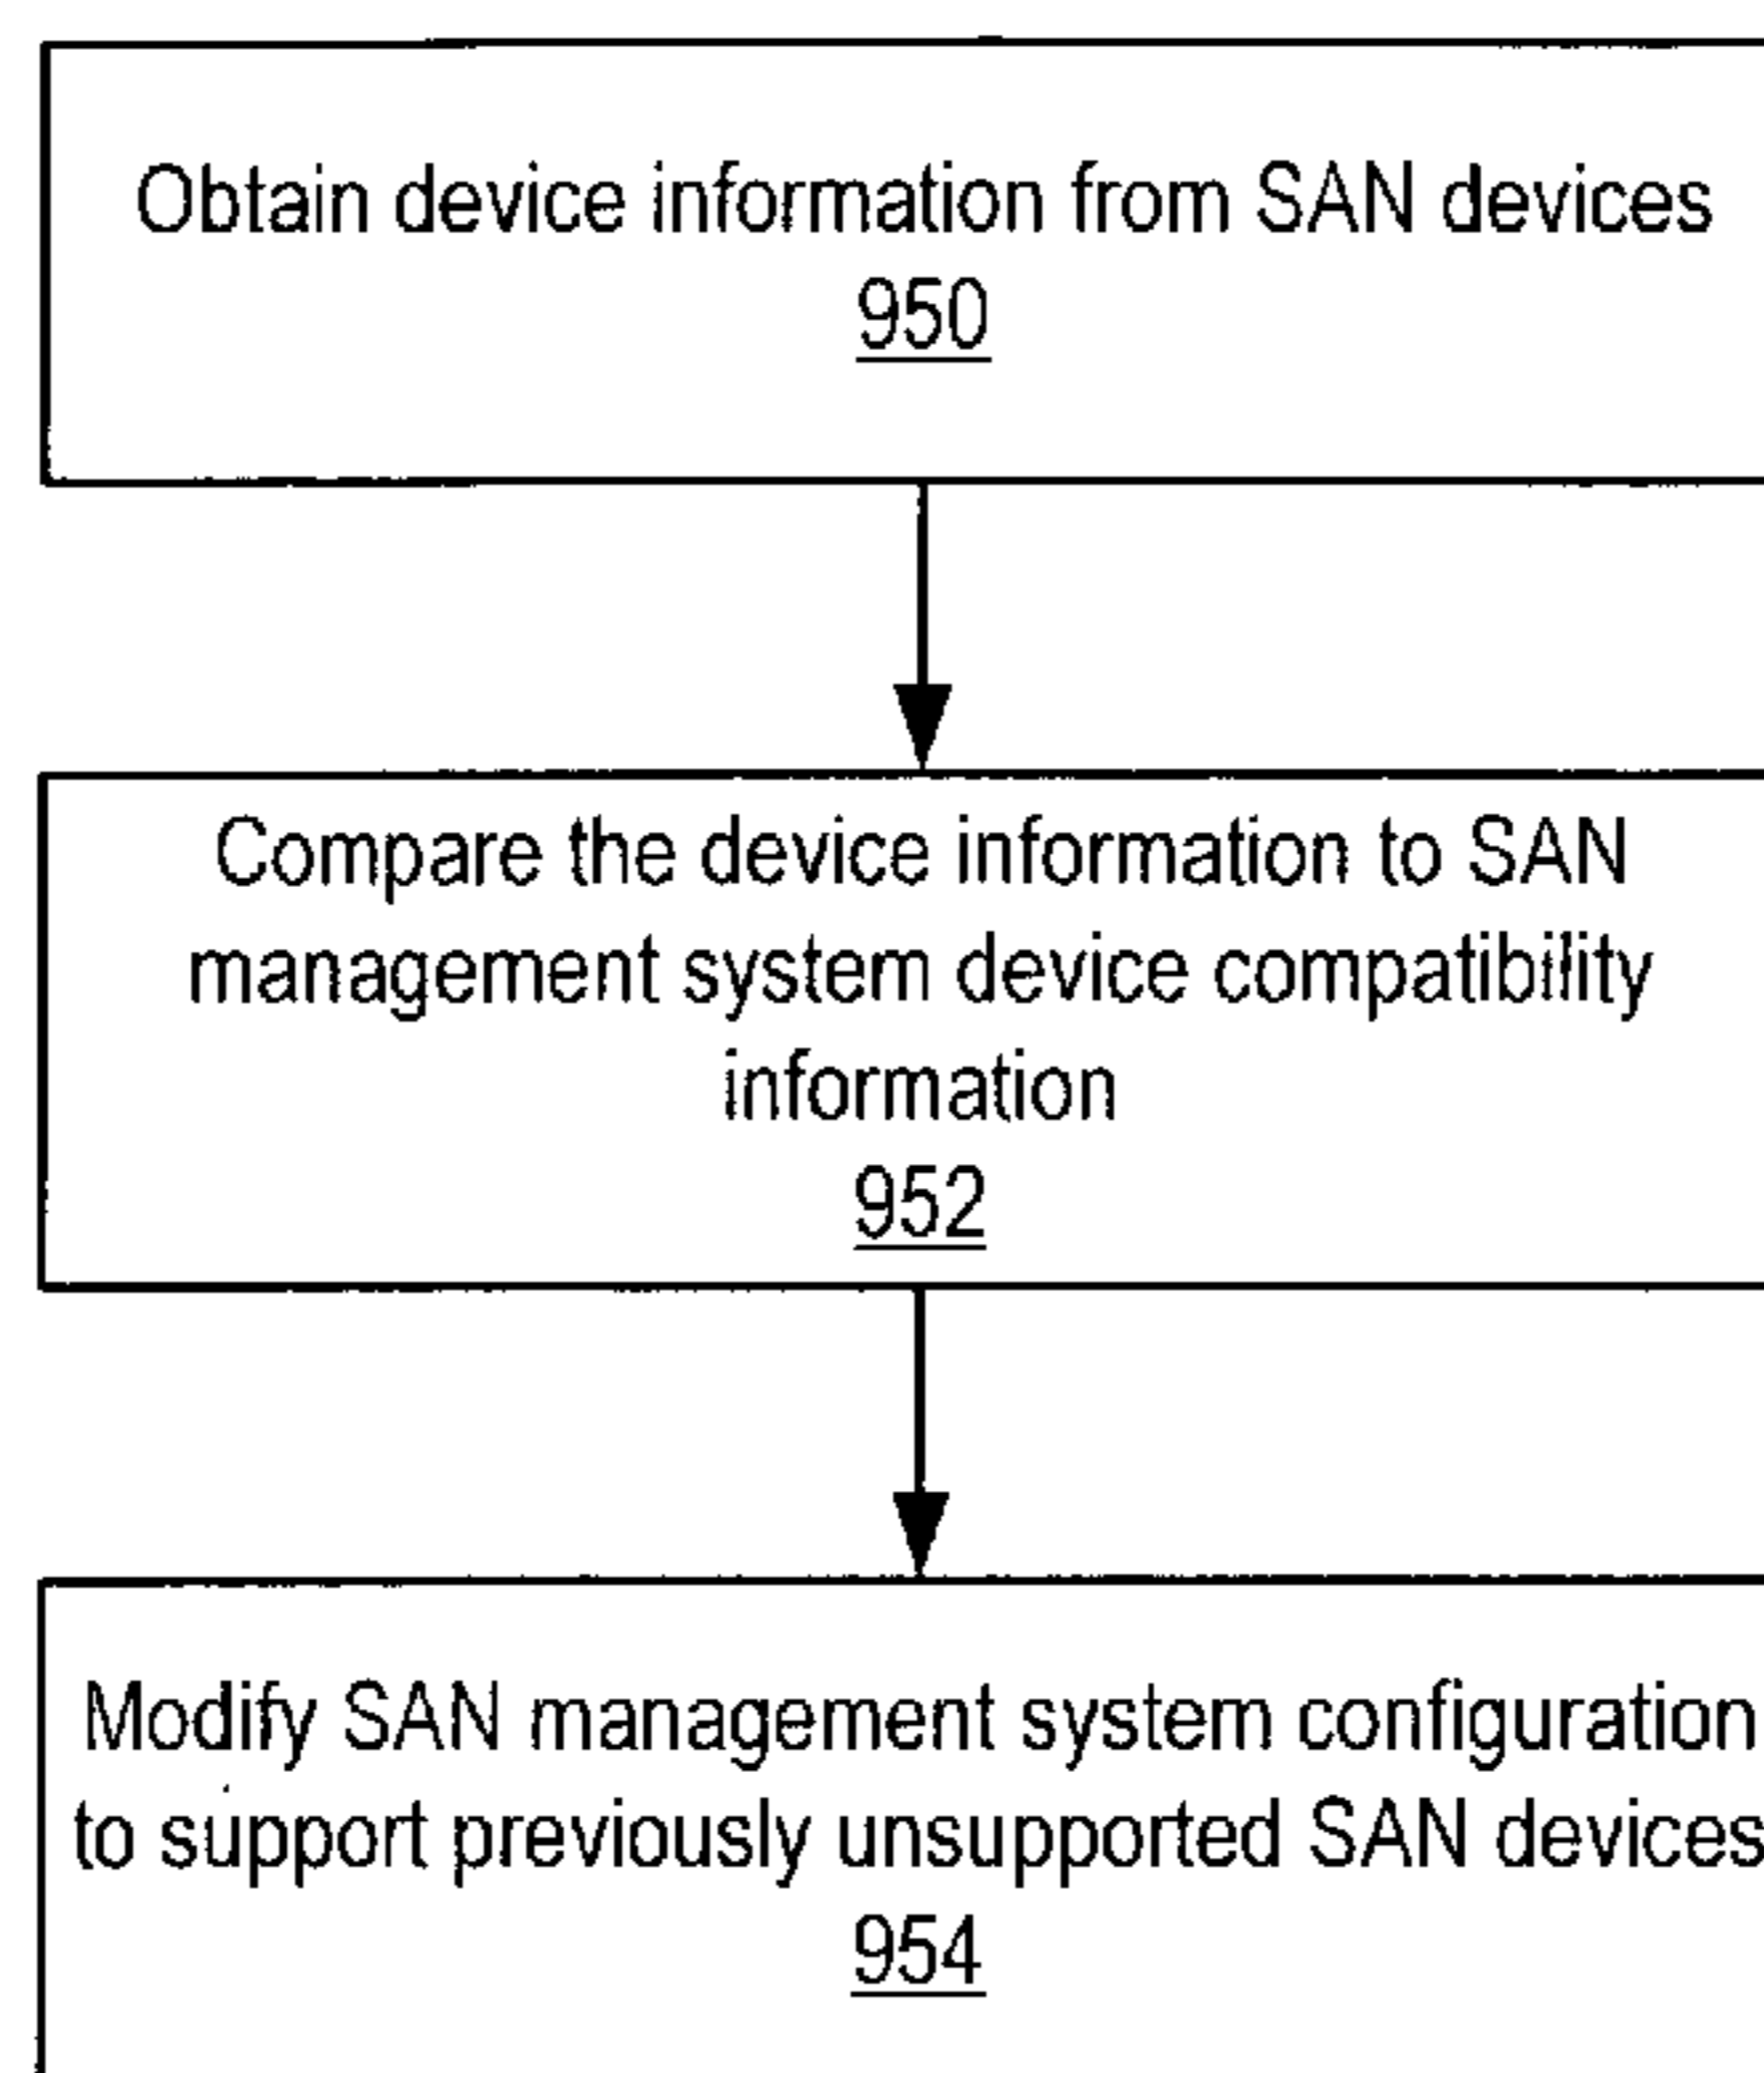 Obtain device information from SAN devices
950
Compare the device information to SAN
management system device compatibility
information
952
Modify SAN management system configuration
to support previously unsupported SAN devices
954